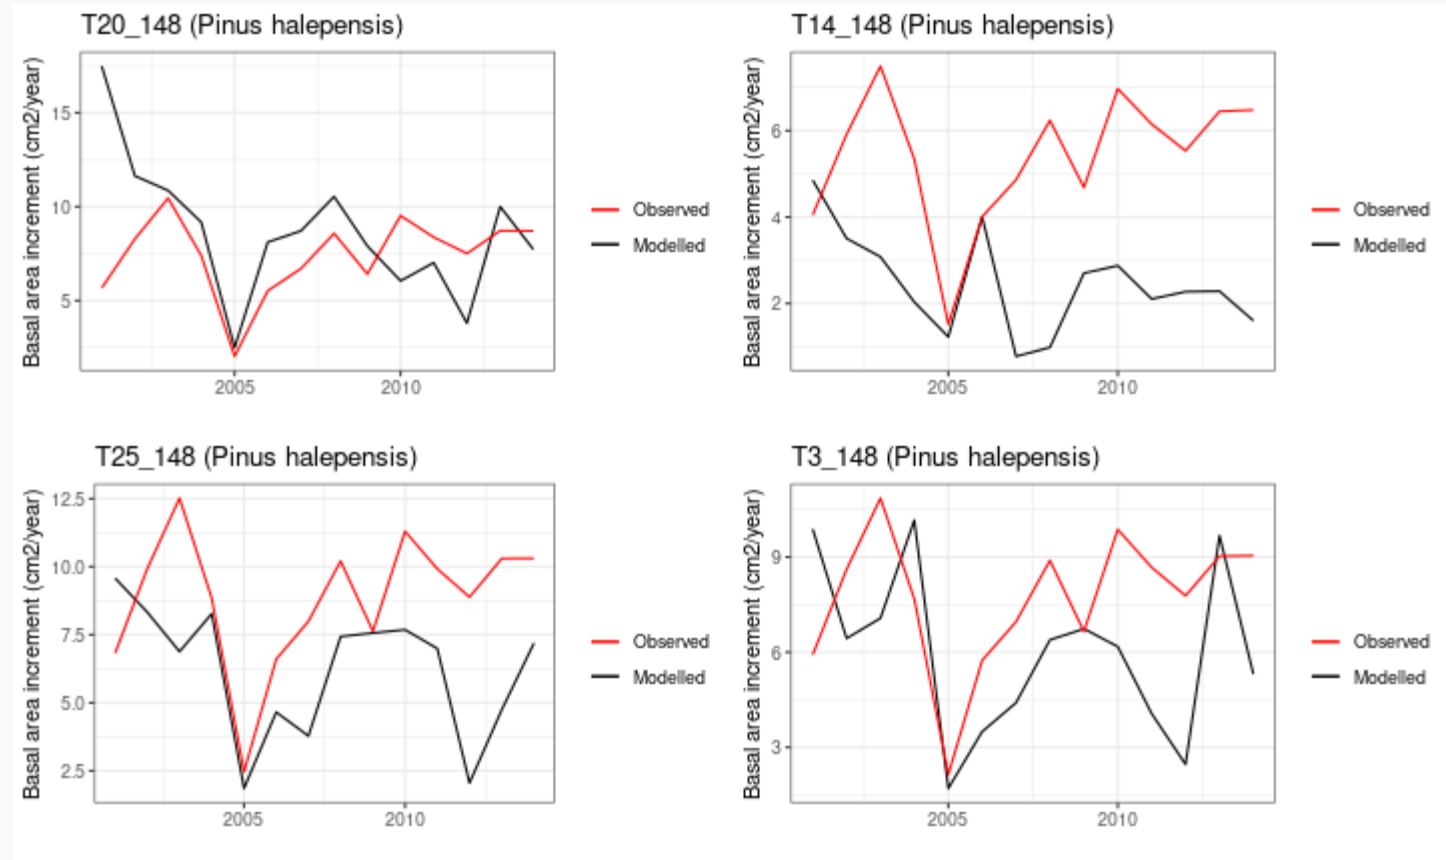 T20_148 (Pinus halepensis)
Basal area increment (cm2/year)
15
10
5
2005
2010
Observed
Modelled
T14_148 (Pinus halepensis)
Basal area increment (cm2/year)
6
4
2
2005
2010
Observed
Modelled
T25_148 (Pinus halepensis)
Basal area increment (cm2/year)
12.5
10.0
7.5
5.0
2.5
2005
2010
Observed
Modelled
T3_148 (Pinus halepensis)
Basal area increment (cm2/year)
9
6
3
2005
2010
Observed
Modelled